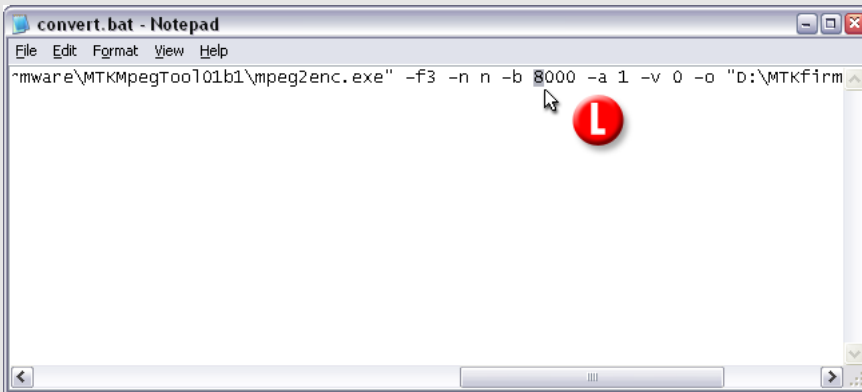 convert.bat - Notepad
File Edit Format View Help
mware\MTKMpegTool01b1\mpeg2enc.exe" -f3 -n n -b 8000 -a 1 -v 0 -o "D:\MTKfirm
L